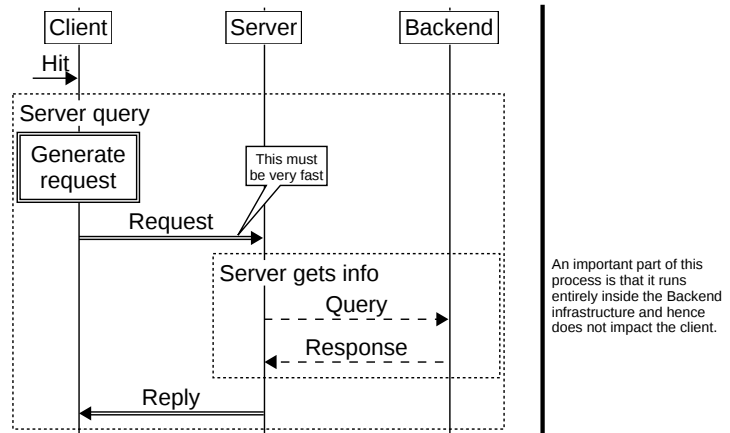 Client
Server
Backend
Hit
Server query
Generate
request
This must
be very fast
Request
Server gets info
Query
Response
Reply
An important part of this
process is that it runs
entirely inside the Backend
infrastructure and hence
does not impact the client.